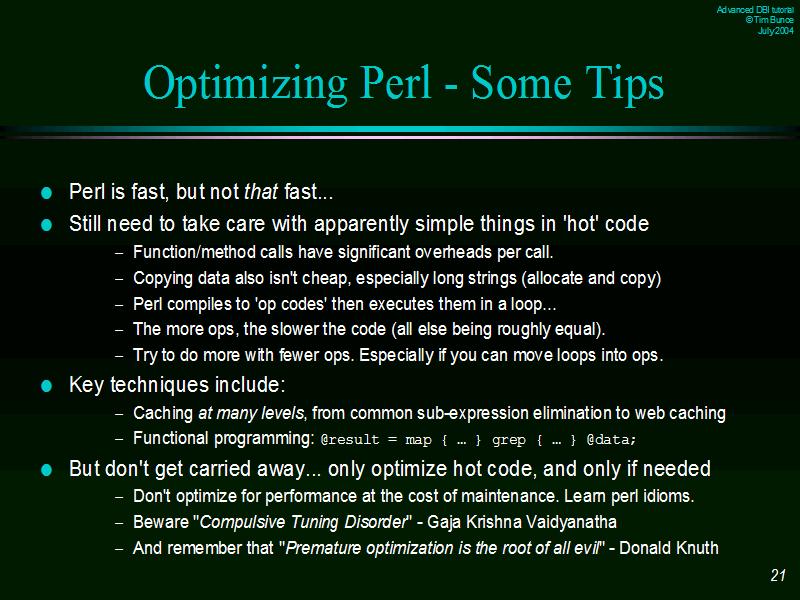 Advanced DBI tutorial
© Tim Bunce
July 2004
Optimizing Perl - Some Tips
Perl is fast, but not that fast...
Still need to take care with apparently simple things in 'hot' code
– Function/method calls have significant overheads per call.
– Copying data also isn't cheap, especially long strings (allocate and copy)
– Perl compiles to 'op codes' then executes them in a loop...
– The more ops, the slower the code (all else being roughly equal).
– Try to do more with fewer ops. Especially if you can move loops into ops.
Key techniques include:
– Caching at many levels, from common sub-expression elimination to web caching
– Functional programming: @result = map { … } grep { … } @data;
But don't get carried away... only optimize hot code, and only if needed
– Don't optimize for performance at the cost of maintenance. Learn perl idioms.
– Beware "Compulsive Tuning Disorder" - Gaja Krishna Vaidyanatha
– And remember that "Premature optimization is the root of all evil" - Donald Knuth
21